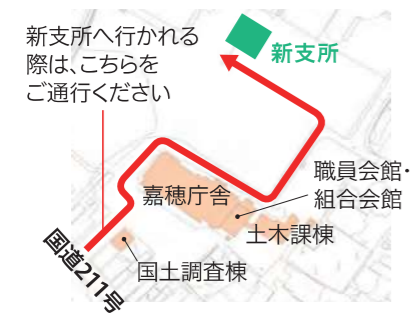 新支所へ行かれる
際は、こちらを
ご通行ください
新支所
職員会館・
組合会館
嘉穂庁舎
土木課棟
国土調査棟
国道211号